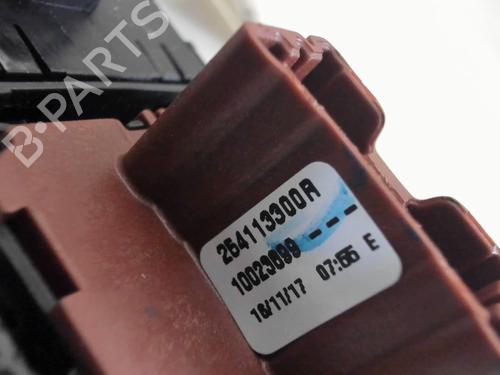 B-PARTS
254113300R
10023699 ---
16/11/17 07:55 E